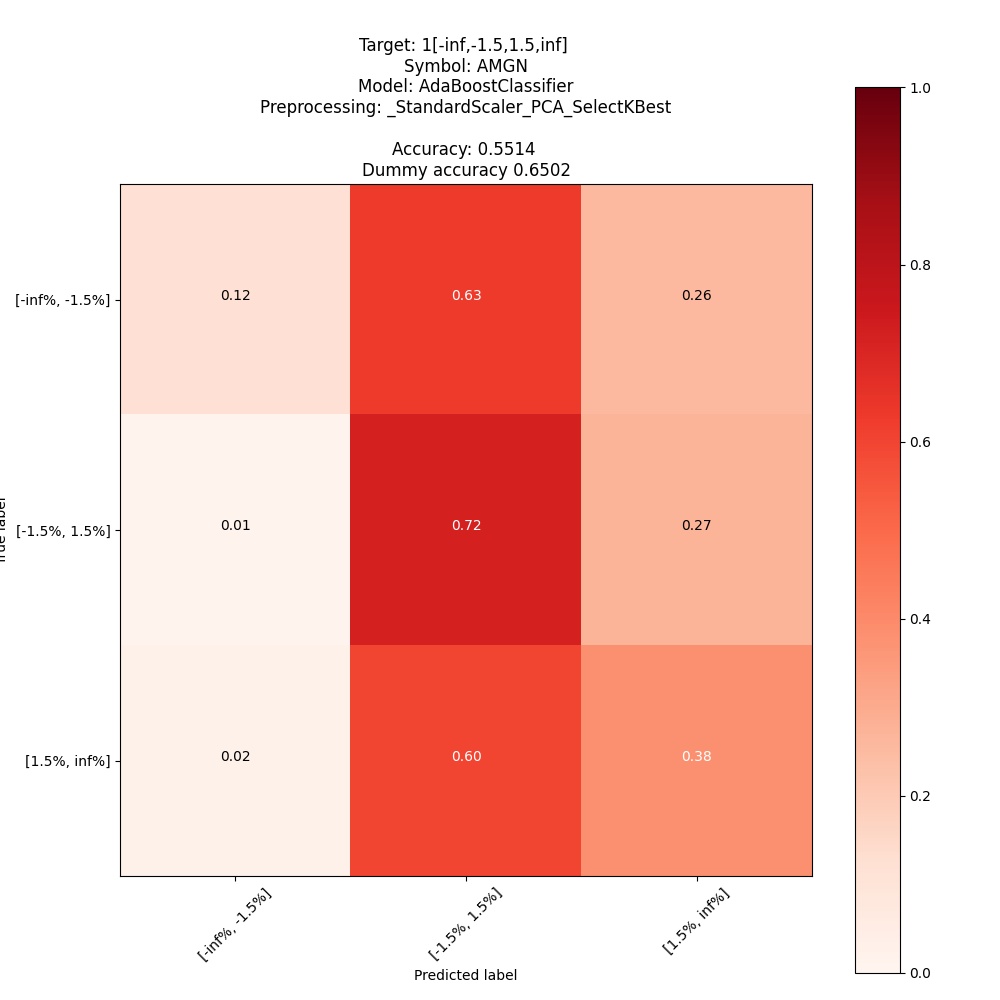 Target: 1[-inf,-1.5,1.5,inf]
Symbol: AMGN
Model: AdaBoostClassifier
Preprocessing: _StandardScaler_PCA_SelectKBest
Accuracy: 0.5514
Dummy accuracy 0.6502
1.0
0.8
0.6
0.4
0.2
0.0
[-inf%, -1.5%]
0.12
0.63
0.26
[-1.5%, 1.5%]
0.01
0.72
0.27
[1.5%, inf%]
0.02
0.60
0.38
[-inf%, -1.5%]
[-1.5%, 1.5%]
[1.5%, inf%]
Predicted label